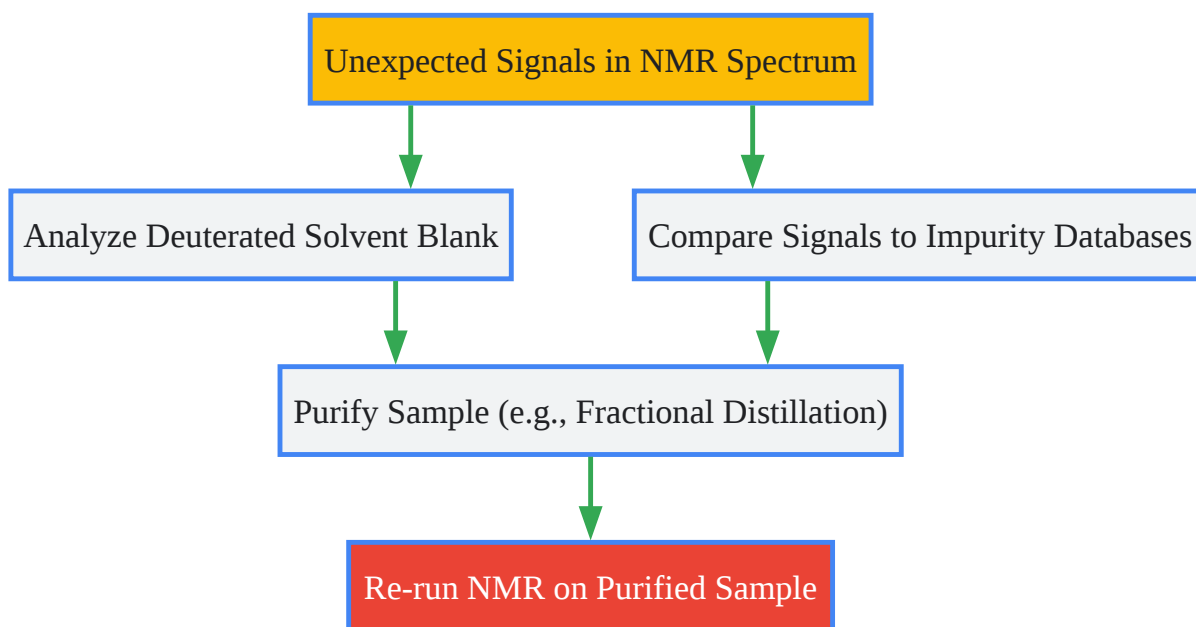 Unexpected Signals in NMR Spectrum
Analyze Deuterated Solvent Blank
Compare Signals to Impurity Databases
Purify Sample (e.g., Fractional Distillation)
Re-run NMR on Purified Sample